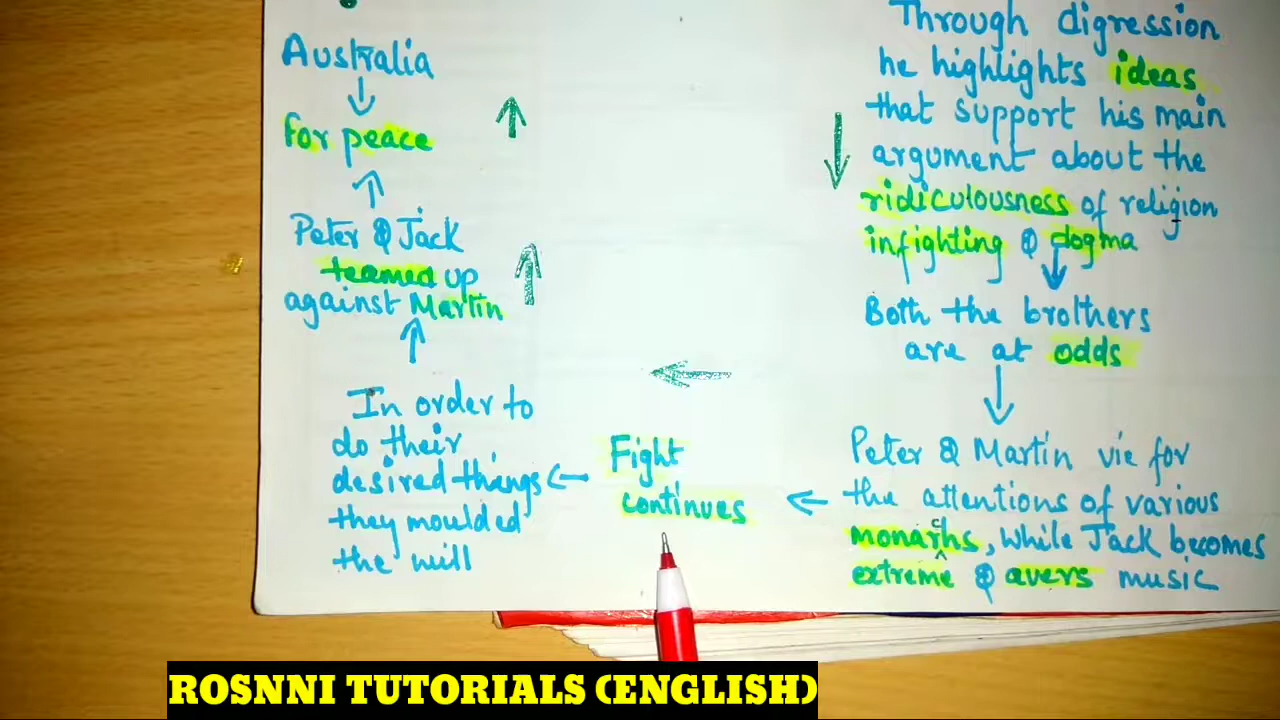 Through digression
he highlights ideas
that support his main
argument about the
ridiculousness of religion
infighting & dogma
Both the brothers
are at odds
Peter & Martin vie for
the attentions of various
monarchs, while Jack becomes
extreme & avers music
Fight
continues
In order to
do their
desired things
they moulded
the will
Peter & Jack
teamed up
against Martin
For peace
Australia
ROSNNI TUTORIALS (ENGLISH)